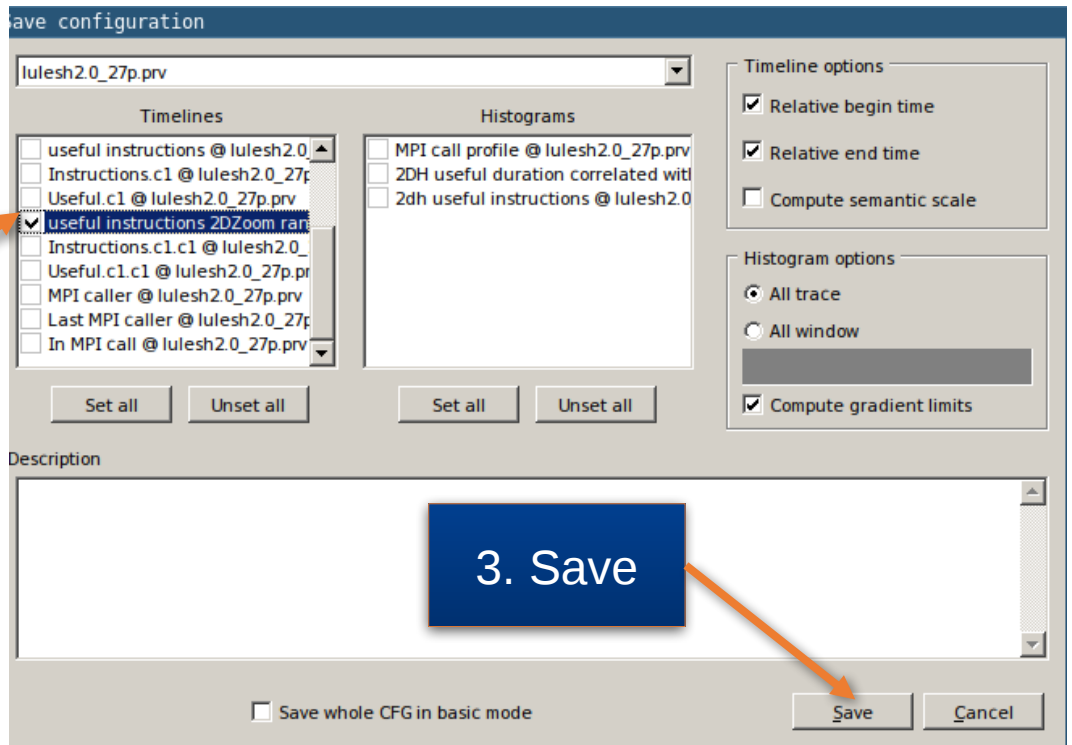 Save configuration
lulesh2.0_27p.prv
Timelines
useful instructions @ lulesh2.0_
Instructions.c1 @ lulesh2.0_27p
Useful.c1 @ lulesh2.0_27p.prv
useful instructions 2DZoom ran
Instructions.c1.c1 @ lulesh2.0_
Useful.c1.c1 @ lulesh2.0_27p.pr
MPI caller @ lulesh2.0_27p.prv
Last MPI caller @ lulesh2.0_27p
In MPI call @ lulesh2.0_27p.prv
Set all
Unset all
Histograms
MPI call profile @ lulesh2.0_27p.prv
2DH useful duration correlated with
2dh useful instructions @ lulesh2.0
Set all
Unset all
Timeline options
Relative begin time
Relative end time
Compute semantic scale
Histogram options
All trace
All window
Compute gradient limits
Description
3. Save
Save whole CFG in basic mode
Save
Cancel